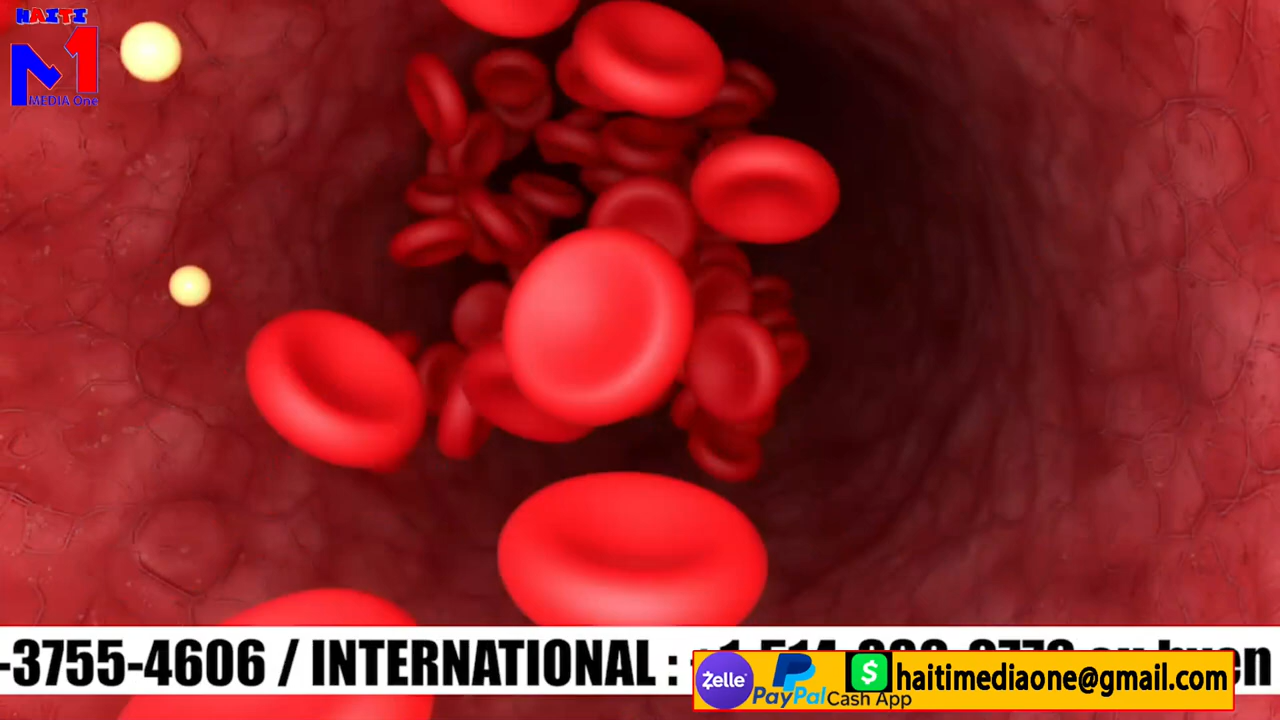 HAITI
MEDIA One
-3755-4606 / INTERNATIONAL :
Zelle
PayPal
Cash App
haitimediaone@gmail.com